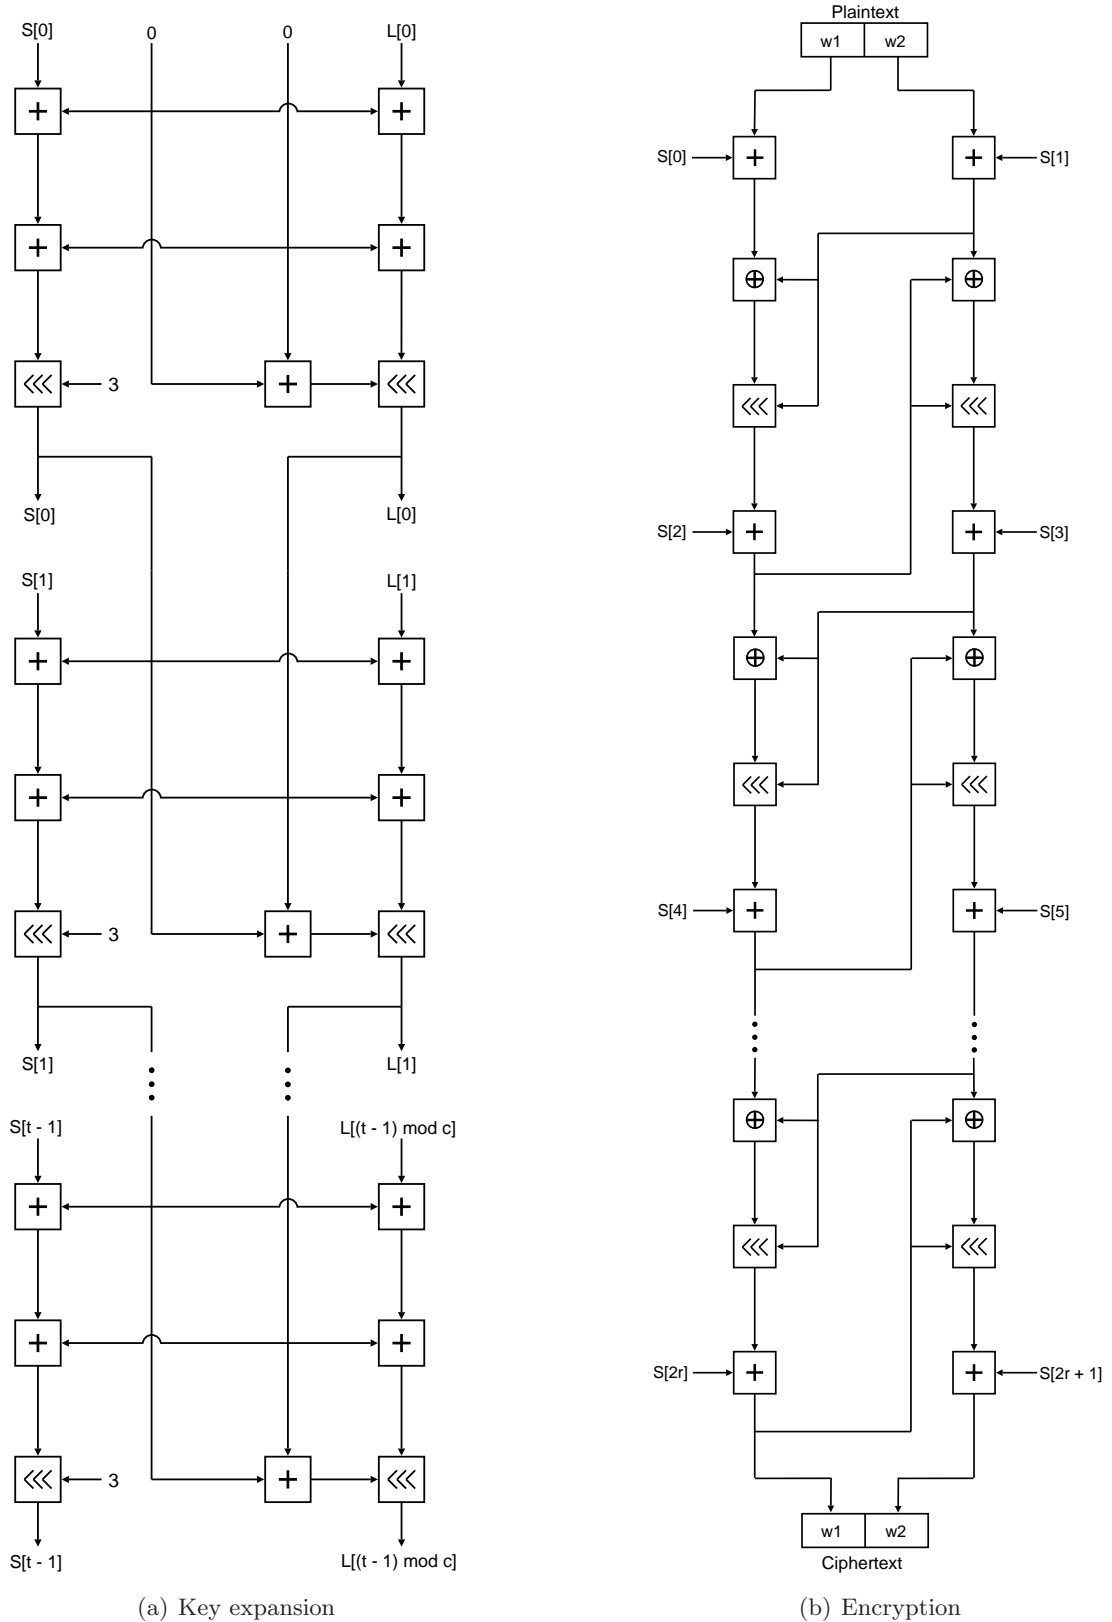 S[0] 0 0 L[0]
3
S[0] L[0]
S[1] L[1]
3
S[1] L[1]
S[t - 1] L[(t - 1) mod c]
3
S[t - 1] L[(t - 1) mod c]
(a) Key expansion
Plaintext
w1 w2
S[0] S[1]
S[2] S[3]
S[4] S[5]
S[2r] S[2r + 1]
w1 w2
Ciphertext
(b) Encryption